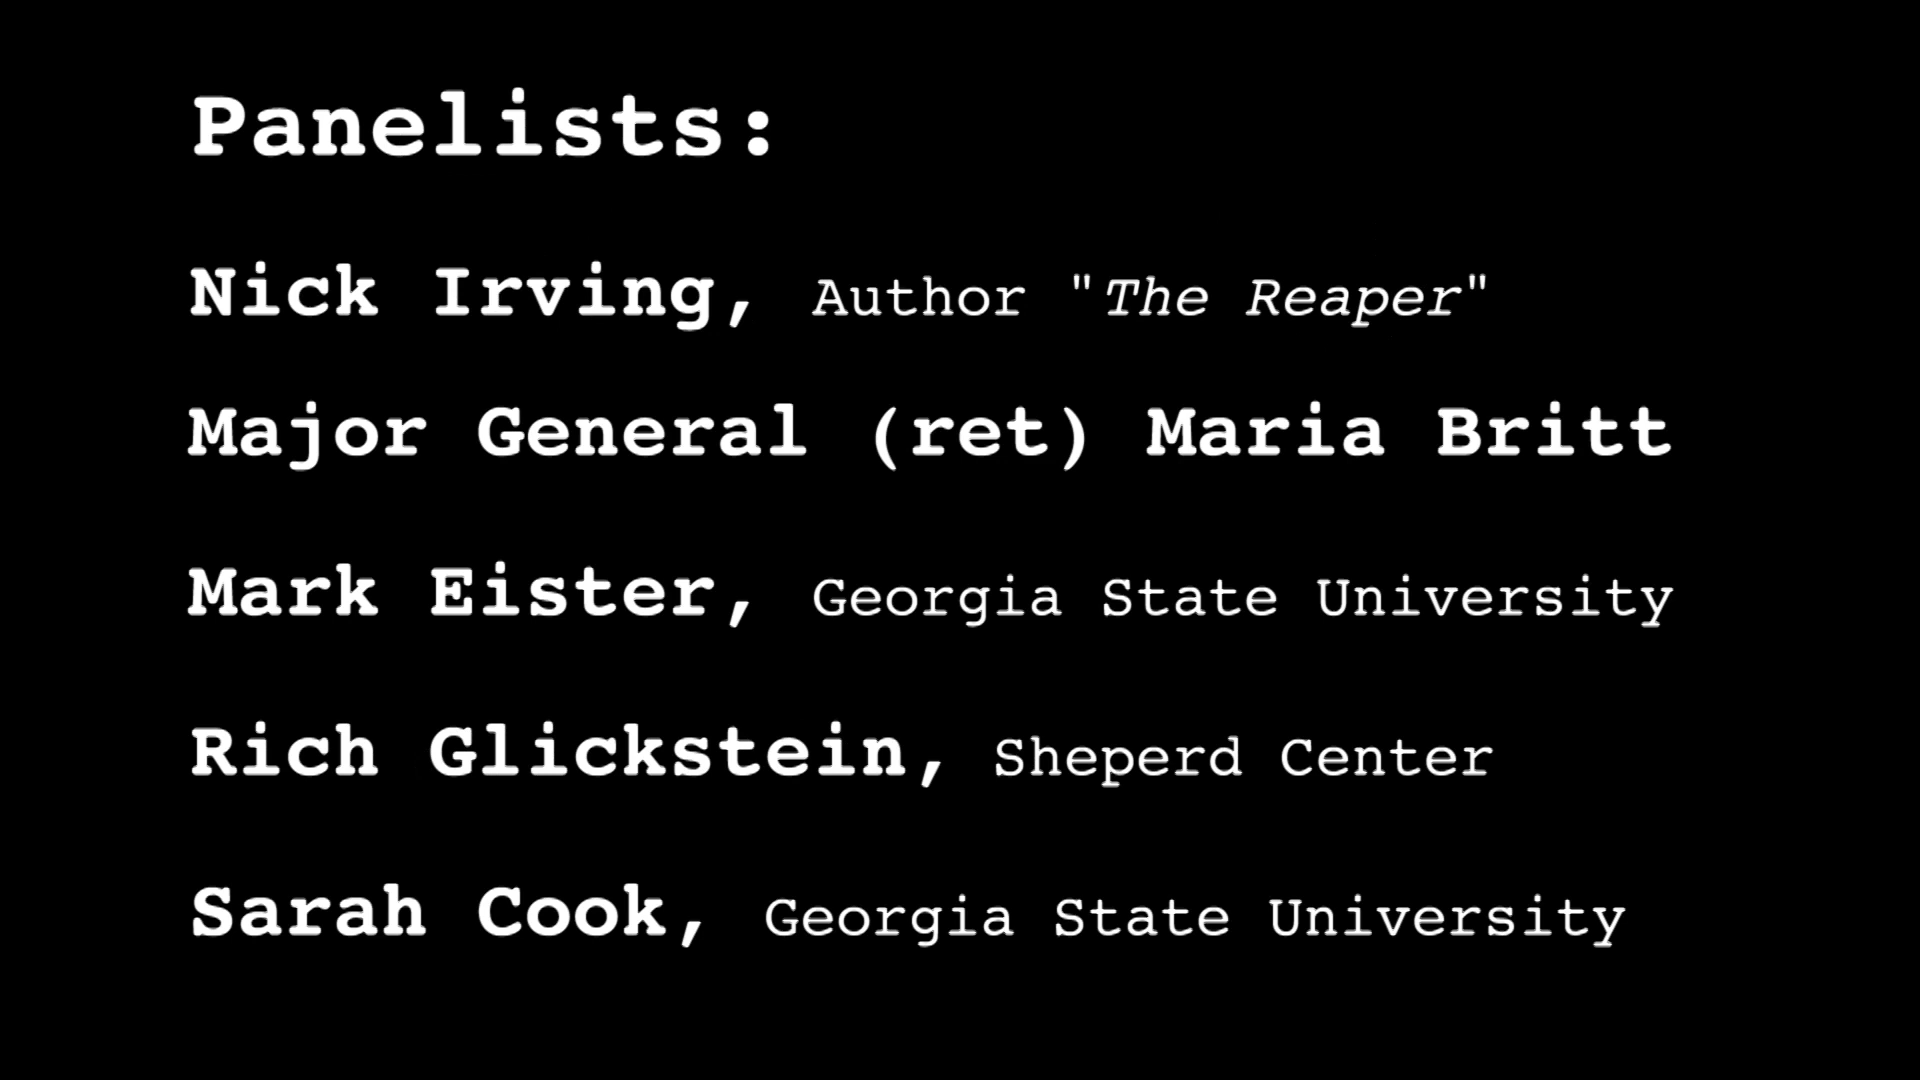 Panelists:
Nick Irving, Author "The Reaper"
Major General (ret) Maria Britt
Mark Eister, Georgia State University
Rich Glickstein, Sheperd Center
Sarah Cook, Georgia State University